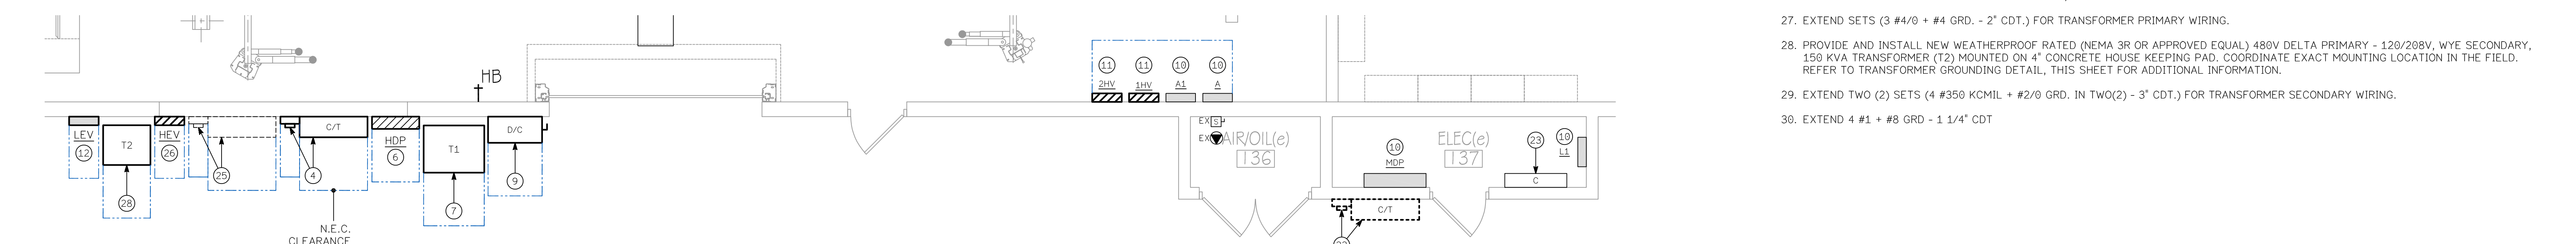 HB
LEV
12
T2
28
HEV
26
25
C/T
4
N.E.C.
CLEARANCE
HDP
6
T1
7
D/C
9
11
2HV
11
1HV
10
A1
10
A
EX S
EX AIR/OIL(e)
136
10
MDP
ELEC(e)
137
23
C
10
L1
C/T
27. EXTEND SETS (3 #4/0 + #4 GRD. - 2" CDT.) FOR TRANSFORMER PRIMARY WIRING.
28. PROVIDE AND INSTALL NEW WEATHERPROOF RATED (NEMA 3R OR APPROVED EQUAL) 480V DELTA PRIMARY - 120/208V, WYE SECONDARY,
150 KVA TRANSFORMER (T2) MOUNTED ON 4" CONCRETE HOUSE KEEPING PAD. COORDINATE EXACT MOUNTING LOCATION IN THE FIELD.
REFER TO TRANSFORMER GROUNDING DETAIL, THIS SHEET FOR ADDITIONAL INFORMATION.
29. EXTEND TWO (2) SETS (4 #350 KCMIL + #2/0 GRD. IN TWO(2) - 3" CDT.) FOR TRANSFORMER SECONDARY WIRING.
30. EXTEND 4 #1 + #8 GRD - 1 1/4" CDT